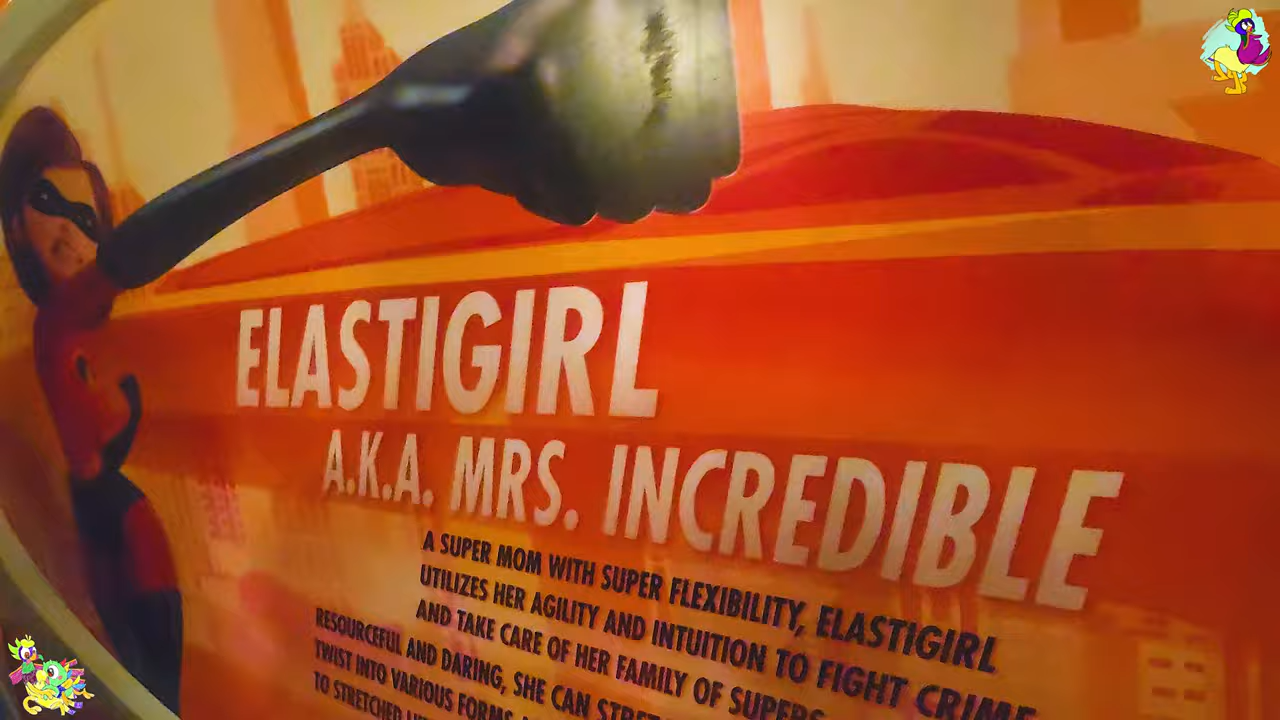 ELASTIGIRL
A.K.A. MRS. INCREDIBLE
A SUPER MOM WITH SUPER FLEXIBILITY, ELASTIGIRL
UTILIZES HER AGILITY AND INTUITION TO FIGHT CRIME
AND TAKE CARE OF HER FAMILY OF SUPERS
RESOURCEFUL AND DARING, SHE CAN
TWIST INTO VARIOUS FORMS
TO STRETCHED